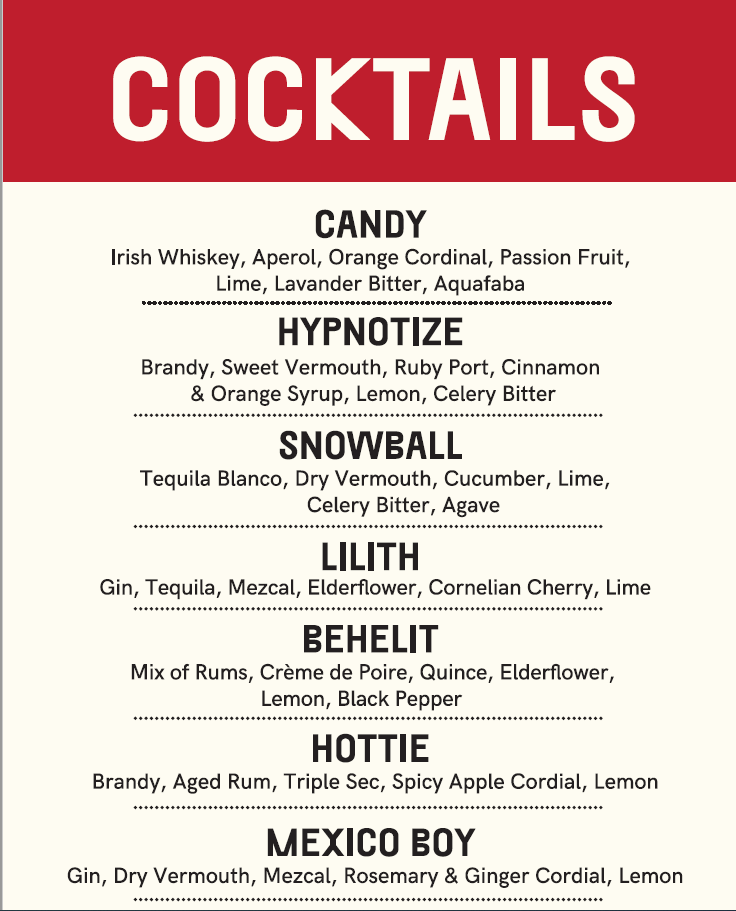 COCKTAILS
CANDY
Irish Whiskey, Aperol, Orange Cordinal, Passion Fruit,
Lime, Lavander Bitter, Aquafaba
HYPNOTIZE
Brandy, Sweet Vermouth, Ruby Port, Cinnamon
& Orange Syrup, Lemon, Celery Bitter
SNOWBALL
Tequila Blanco, Dry Vermouth, Cucumber, Lime,
Celery Bitter, Agave
LILITH
Gin, Tequila, Mezcal, Elderflower, Cornelian Cherry, Lime
BEHELIT
Mix of Rums, Crème de Poire, Quince, Elderflower,
Lemon, Black Pepper
HOTTIE
Brandy, Aged Rum, Triple Sec, Spicy Apple Cordial, Lemon
MEXICO BOY
Gin, Dry Vermouth, Mezcal, Rosemary & Ginger Cordial, Lemon